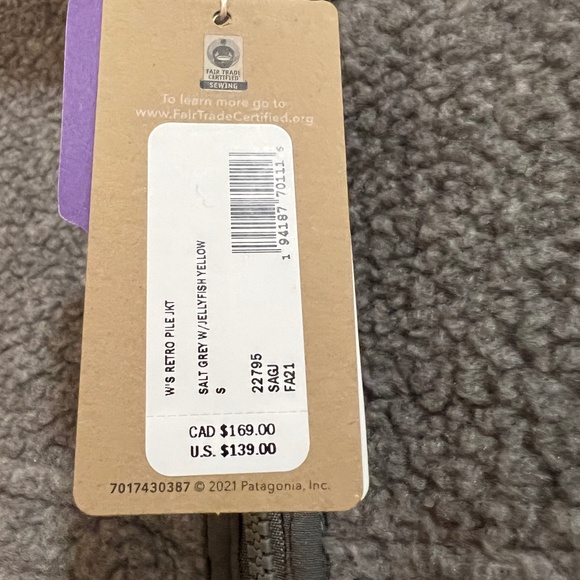 FAIR TRADE
CERTIFIED
SEWING
To learn more go to
www.FairTradeCertified.org
W'S RETRO PILE JKT
SALT GREY W/JELLYFISH YELLOW
S
22795
SAGJ
FA21
1 94187 70111 5
CAD $169.00
U.S. $139.00
7017430387 © 2021 Patagonia, Inc.